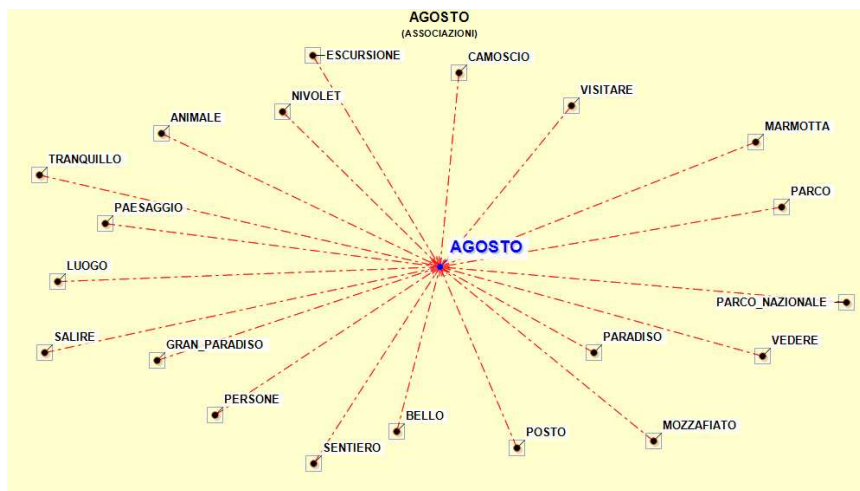 AGOSTO
(ASSOCIAZIONI)
ESCURSIONE
CAMOSCIO
NIVOLET
VISITARE
ANIMALE
MARMOTTA
TRANQUILLO
PARCO
PAESAGGIO
AGOSTO
LUOGO
PARCO_NAZIONALE
SALIRE
GRAN_PARADISO
PARADISO
VEDERE
PERSONE
BELLO
POSTO
MOZZAFIATO
SENTIERO